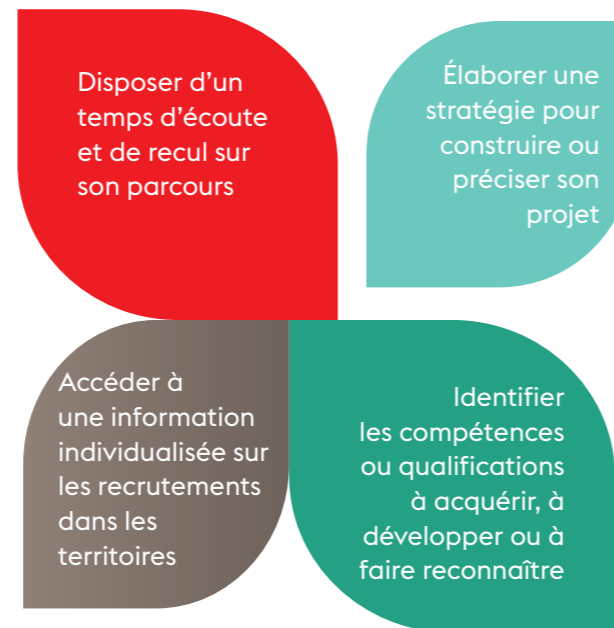 Disposer d’un
temps d’écoute
et de recul sur
son parcours
Élaborer une
stratégie pour
construire ou
préciser son
projet
Accéder à
une information
individualisée sur
les recrutements
dans les
territoires
Identifier
les compétences
ou qualifications
à acquérir, à
développer ou à
faire reconnaître